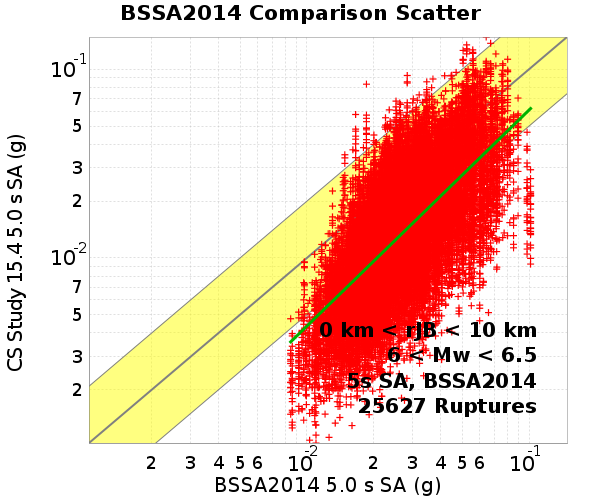 BSSA2014 Comparison Scatter
CS Study 15.4 5.0 s SA (g)
10-1
7
5
3
2
10-2
7
5
3
2
0 km < rJB < 10 km
6 < Mw < 6.5
5s SA, BSSA2014
25627 Ruptures
2 3 4 5 6 10-2 2 3 4 5 6 10-1
BSSA2014 5.0 s SA (g)